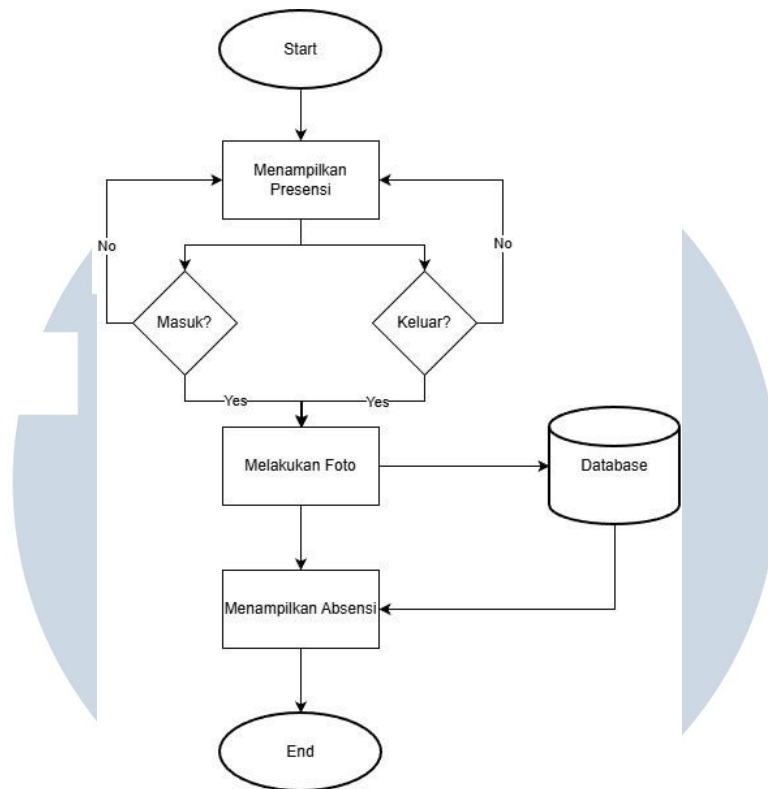 Start
Menampilkan
Presensi
No
No
Masuk?
Keluar?
Yes
Yes
Melakukan Foto
Database
Menampilkan Absensi
End